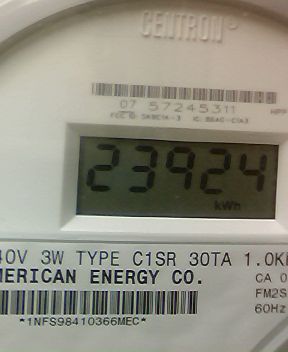 CENTRON
07 57245311
23924
kWh
40V 3W TYPE C1SR 30TA 1.0K
MERICAN ENERGY CO.
CA 0
FM2S
60Hz
*1NFS98410366MEC*